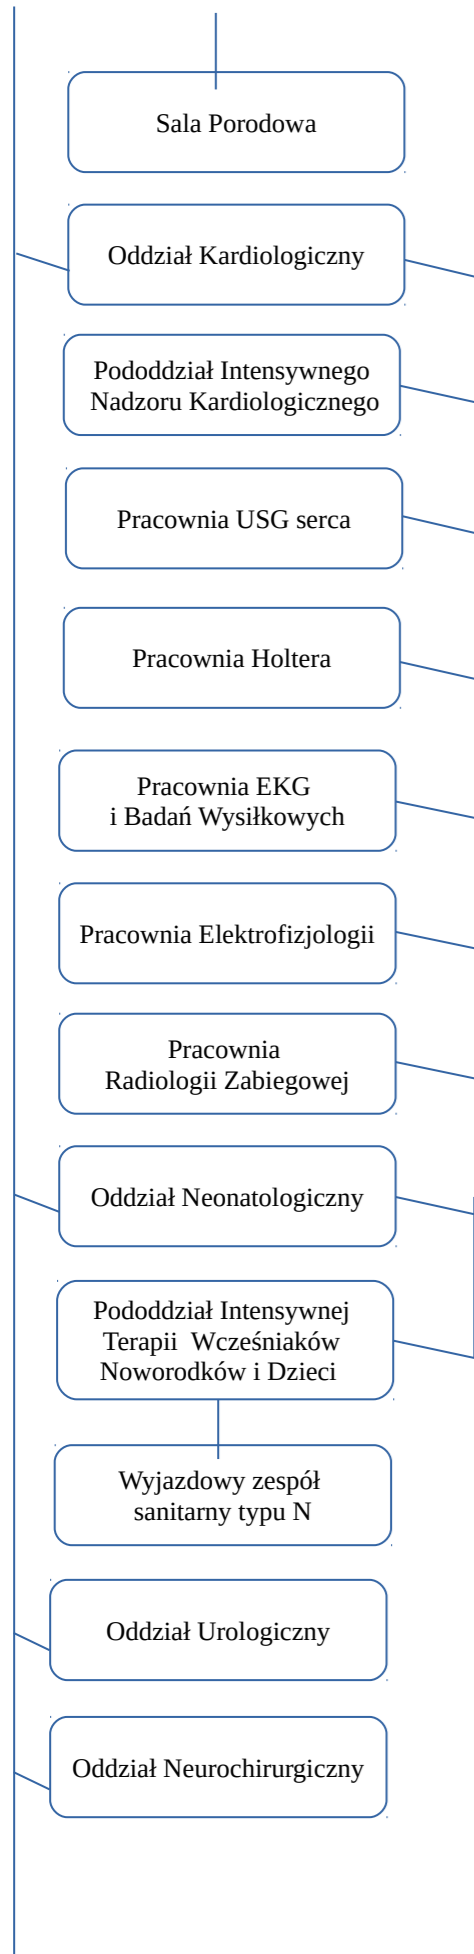 Sala Porodowa
Oddział Kardiologiczny
Pododdział Intensywnego
Nadzoru Kardiologicznego
Pracownia USG serca
Pracownia Holtera
Pracownia EKG
i Badań Wysiłkowych
Pracownia Elektrofizjologii
Pracownia
Radiologii Zabiegowej
Oddział Neonatologiczny
Pododdział Intensywnej
Terapii Wcześniaków
Noworodków i Dzieci
Wyjazdowy zespół
sanitarny typu N
Oddział Urologiczny
Oddział Neurochirurgiczny